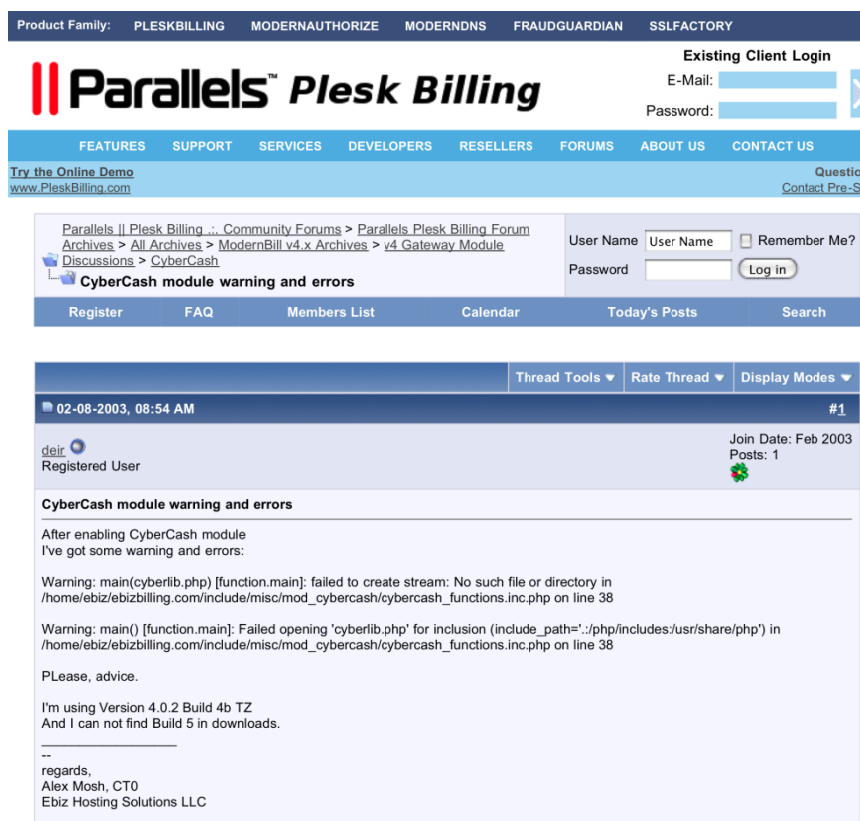 Product Family: PLESKBILLING MODERNAUTHORIZE MODERNDNS FRAUDGUARDIAN SSLFACTORY
Existing Client Login
|| Parallels™ Plesk Billing
E-Mail:
Password:
FEATURES SUPPORT SERVICES DEVELOPERS RESELLERS FORUMS ABOUT US CONTACT US
Try the Online Demo
www.PleskBilling.com
Contact Pre-S
Parallels || Plesk Billing .:. Community Forums > Parallels Plesk Billing Forum
Archives > All Archives > ModernBill v4.x Archives > v4 Gateway Module
Discussions > CyberCash
CyberCash module warning and errors
User Name User Name Remember Me?
Password Log in
Register FAQ Members List Calendar Today's Posts Search
Thread Tools Rate Thread Display Modes
02-08-2003, 08:54 AM #1
deir
Registered User
Join Date: Feb 2003
Posts: 1
CyberCash module warning and errors
After enabling CyberCash module
I've got some warning and errors:
Warning: main(cyberlib.php) [function.main]: failed to create stream: No such file or directory in
/home/ebiz/ebizbilling.com/include/misc/mod_cybercash/cybercash_functions.inc.php on line 38
Warning: main() [function.main]: Failed opening 'cyberlib.php' for inclusion (include_path='.:/php/includes:/usr/share/php') in
/home/ebiz/ebizbilling.com/include/misc/mod_cybercash/cybercash_functions.inc.php on line 38
PLease, advice.
I'm using Version 4.0.2 Build 4b TZ
And I can not find Build 5 in downloads.
__________________
--
regards,
Alex Mosh, CT0
Ebiz Hosting Solutions LLC